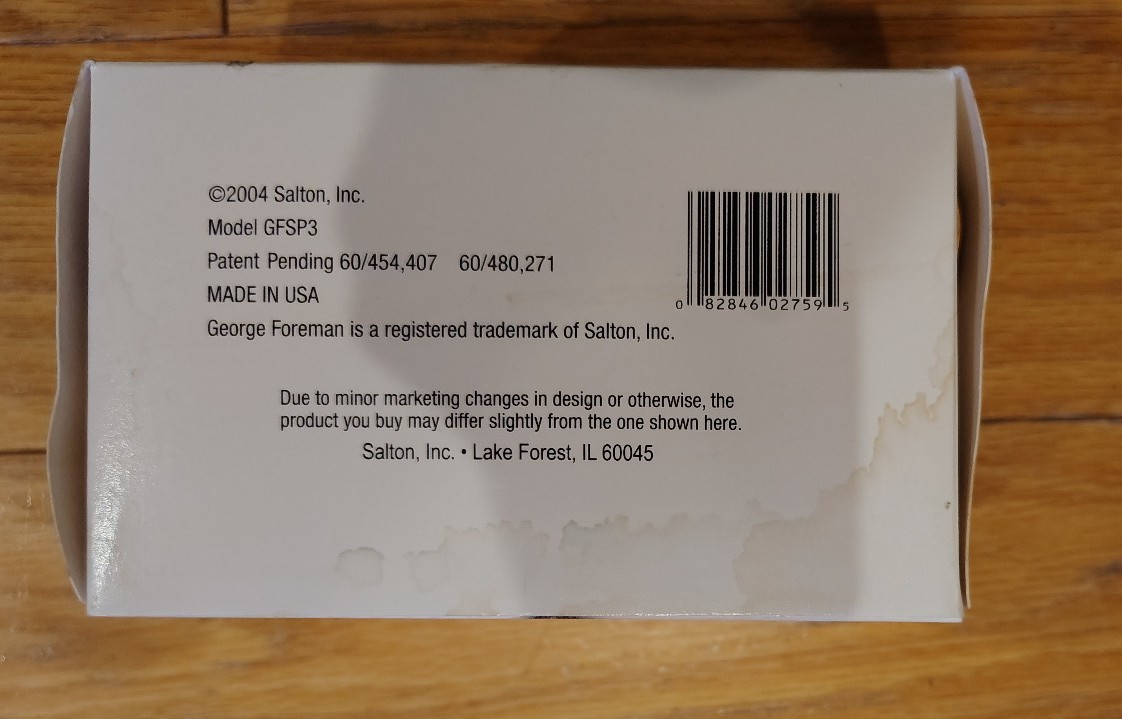 ©2004 Salton, Inc.
Model GFSP3
Patent Pending 60/454,407 60/480,271
MADE IN USA
George Foreman is a registered trademark of Salton, Inc.
0 82846 02759 5
Due to minor marketing changes in design or otherwise, the
product you buy may differ slightly from the one shown here.
Salton, Inc. • Lake Forest, IL 60045